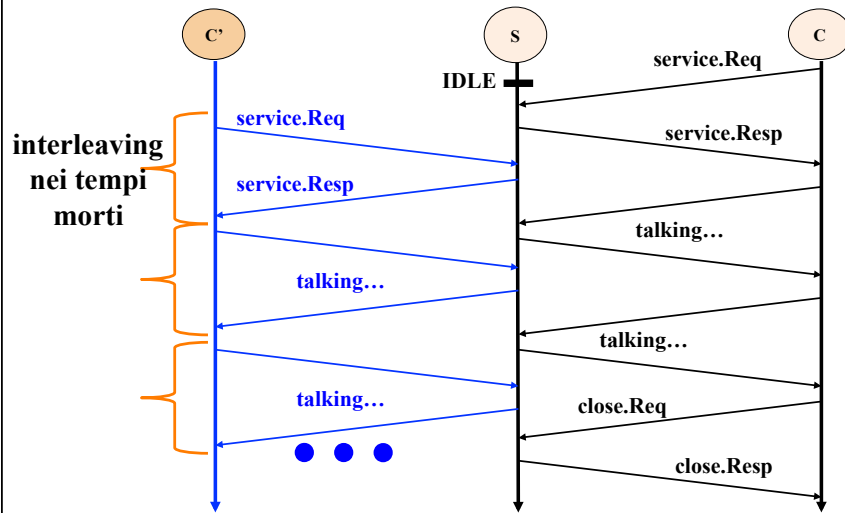 C’
S
C
service.Req
IDLE
service.Req
service.Resp
interleaving
nei tempi
morti
service.Resp
talking…
talking…
talking…
talking…
close.Req
close.Resp